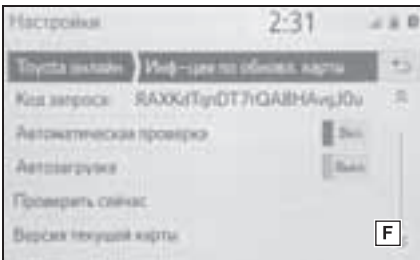 Настройки 2:31
Toyota онлайн Инф-ция по обновл. карты
Код запроса:
Автоматическая проверка Вкл.
Автозагрузка Выкл.
Проверить сейчас
Версия текущей карты
F